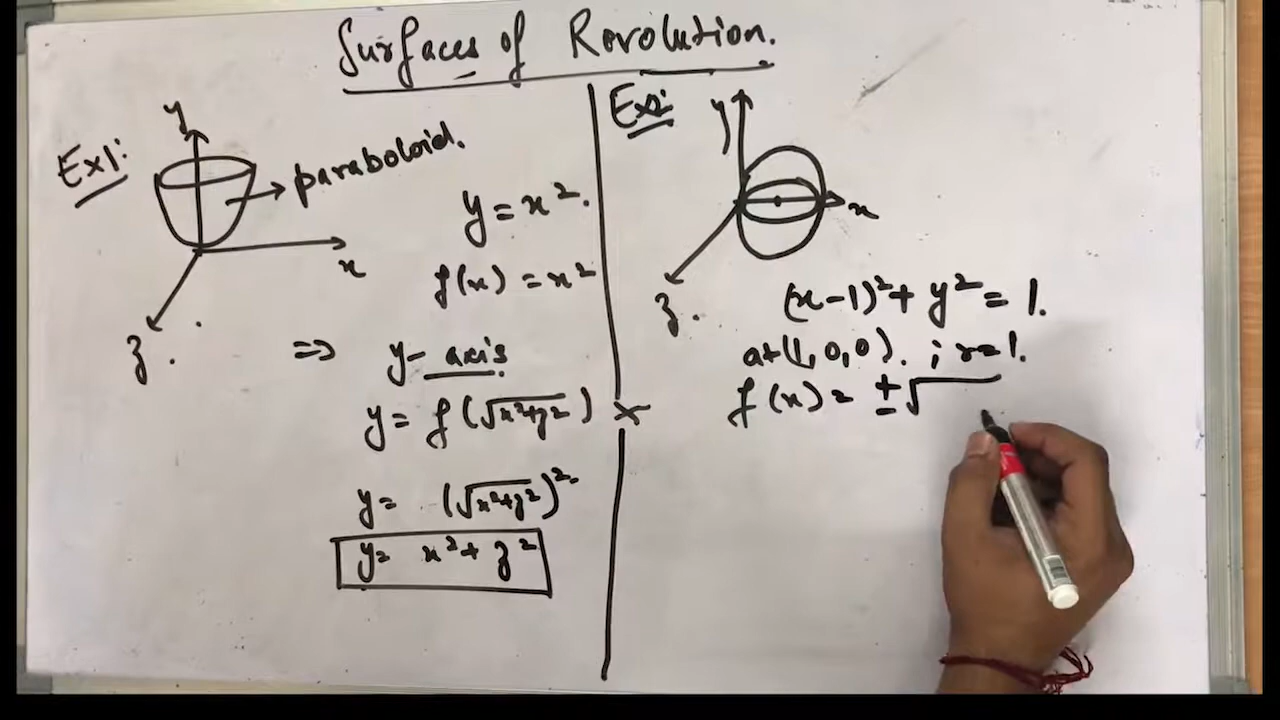 Surfaces of Revolution.
Ex1:
y
paraboloid.
x
z.
y = x².
f(x) = x²
⇒ y-axis
y = f(√x²+z²)
y = (√x²+z²)²
y = x²+ z²
Ex2:
y
x
z.
(x-1)²+ y² = 1.
at(1,0,0). ; r=1.
f(x) = ±√